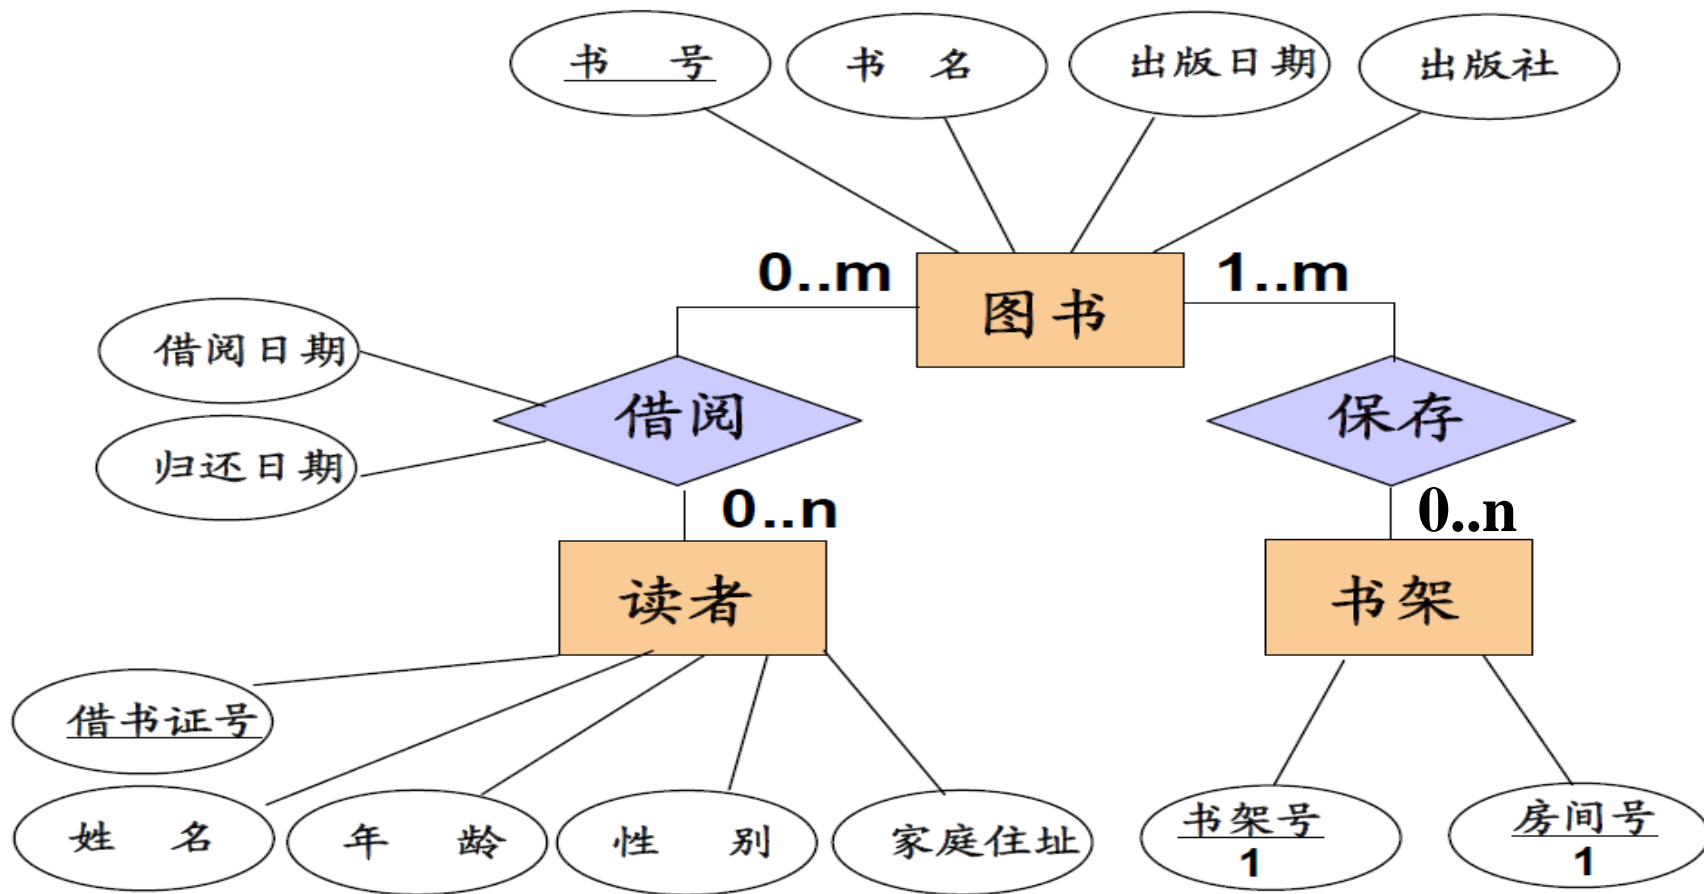 书 号
书 名
出版日期
出版社
0..m
1..m
图书
借阅日期
归还日期
借阅
保存
0..n
0..n
读者
书架
借书证号
姓 名
年 龄
性 别
家庭住址
书架号
1
房间号
1